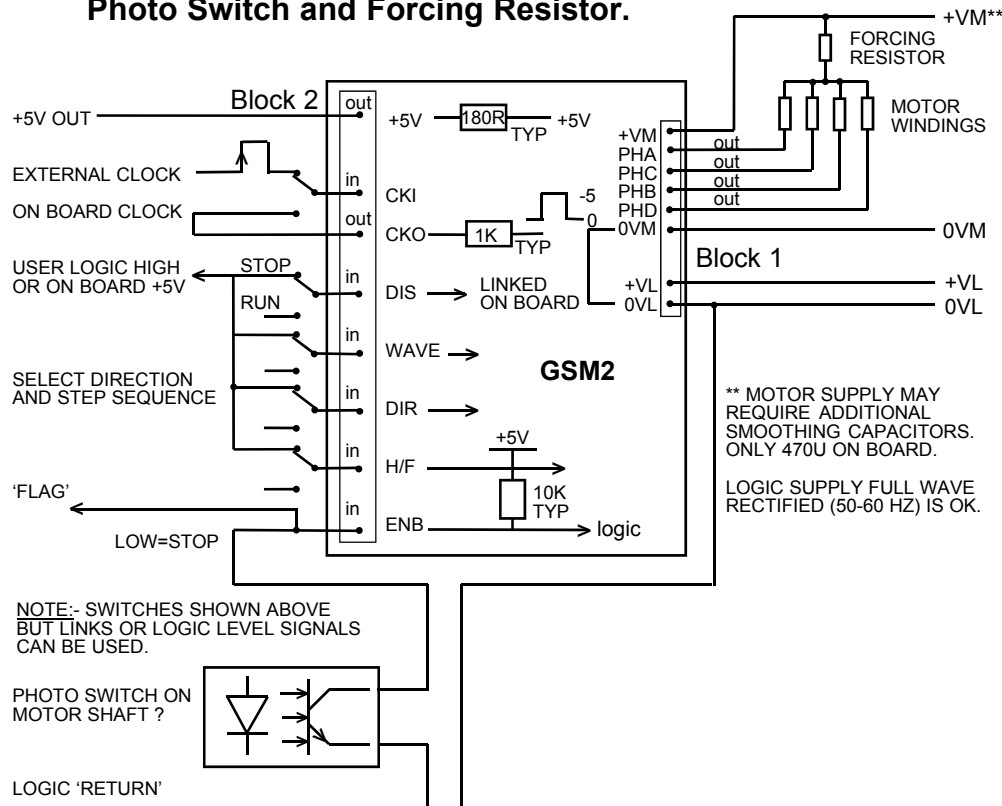 Photo Switch and Forcing Resistor.
+VM**
FORCING
RESISTOR
MOTOR
WINDINGS
Block 2
+5V OUT
out
+5V
180R
TYP
+5V
+VM
PHA
out
PHC
out
PHB
out
PHD
out
0VM
0VM
EXTERNAL CLOCK
in
CKI
-5
0
ON BOARD CLOCK
out
CKO
1K
TYP
Block 1
USER LOGIC HIGH
OR ON BOARD +5V
STOP
in
DIS
LINKED
ON BOARD
+VL
0VL
+VL
0VL
RUN
in
WAVE
GSM2
SELECT DIRECTION
AND STEP SEQUENCE
in
DIR
** MOTOR SUPPLY MAY
REQUIRE ADDITIONAL
SMOOTHING CAPACITORS.
ONLY 470U ON BOARD.
in
H/F
+5V
10K
TYP
LOGIC SUPPLY FULL WAVE
RECTIFIED (50-60 HZ) IS OK.
'FLAG'
in
ENB
logic
LOW=STOP
NOTE:- SWITCHES SHOWN ABOVE
BUT LINKS OR LOGIC LEVEL SIGNALS
CAN BE USED.
PHOTO SWITCH ON
MOTOR SHAFT ?
LOGIC 'RETURN'